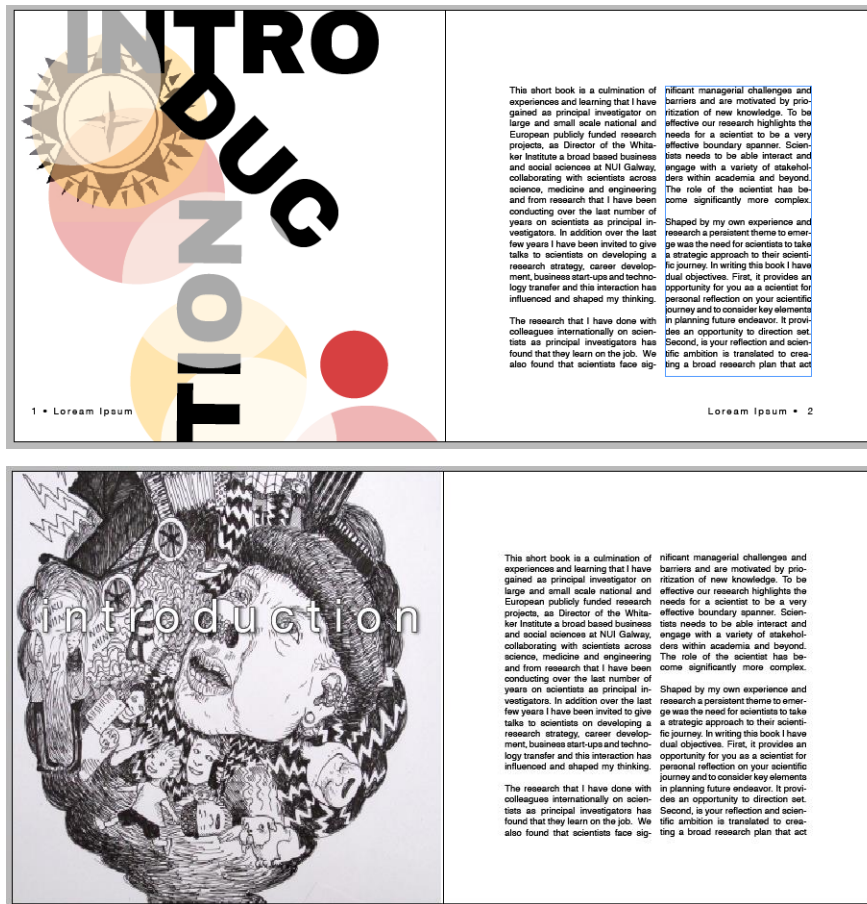 INTRO
DUC
TION
1 • Loream Ipsum
This short book is a culmination of
experiences and learning that I have
gained as principal investigator on
large and small scale national and
European publicly funded research
projects, as Director of the Whita-
ker Institute a broad based business
and social sciences at NUI Galway,
collaborating with scientists across
science, medicine and engineering
and from research that I have been
conducting over the last number of
years on scientists as principal in-
vestigators. In addition over the last
few years I have been invited to give
talks to scientists on developing a
research strategy, career develop-
ment, business start-ups and techno-
logy transfer and this interaction has
influenced and shaped my thinking.
The research that I have done with
colleagues internationally on scien-
tists as principal investigators has
found that they learn on the job. We
also found that scientists face sig-
nificant managerial challenges and
barriers and are motivated by prio-
ritization of new knowledge. To be
effective our research highlights the
needs for a scientist to be a very
effective boundary spanner. Scien-
tists needs to be able interact and
engage with a variety of stakehol-
ders within academia and beyond.
The role of the scientist has be-
come significantly more complex.
Shaped by my own experience and
research a persistent theme to emer-
ge was the need for scientists to take
a strategic approach to their scienti-
fic journey. In writing this book I have
dual objectives. First, it provides an
opportunity for you as a scientist for
personal reflection on your scientific
journey and to consider key elements
in planning future endeavor. It provi-
des an opportunity to direction set.
Second, is your reflection and scien-
tific ambition is translated to crea-
ting a broad research plan that act
Loream Ipsum • 2
introduction
This short book is a culmination of
experiences and learning that I have
gained as principal investigator on
large and small scale national and
European publicly funded research
projects, as Director of the Whita-
ker Institute a broad based business
and social sciences at NUI Galway,
collaborating with scientists across
science, medicine and engineering
and from research that I have been
conducting over the last number of
years on scientists as principal in-
vestigators. In addition over the last
few years I have been invited to give
talks to scientists on developing a
research strategy, career develop-
ment, business start-ups and techno-
logy transfer and this interaction has
influenced and shaped my thinking.
The research that I have done with
colleagues internationally on scien-
tists as principal investigators has
found that they learn on the job. We
also found that scientists face sig-
nificant managerial challenges and
barriers and are motivated by prio-
ritization of new knowledge. To be
effective our research highlights the
needs for a scientist to be a very
effective boundary spanner. Scien-
tists needs to be able interact and
engage with a variety of stakehol-
ders within academia and beyond.
The role of the scientist has be-
come significantly more complex.
Shaped by my own experience and
research a persistent theme to emer-
ge was the need for scientists to take
a strategic approach to their scienti-
fic journey. In writing this book I have
dual objectives. First, it provides an
opportunity for you as a scientist for
personal reflection on your scientific
journey and to consider key elements
in planning future endeavor. It provi-
des an opportunity to direction set.
Second, is your reflection and scien-
tific ambition is translated to crea-
ting a broad research plan that act